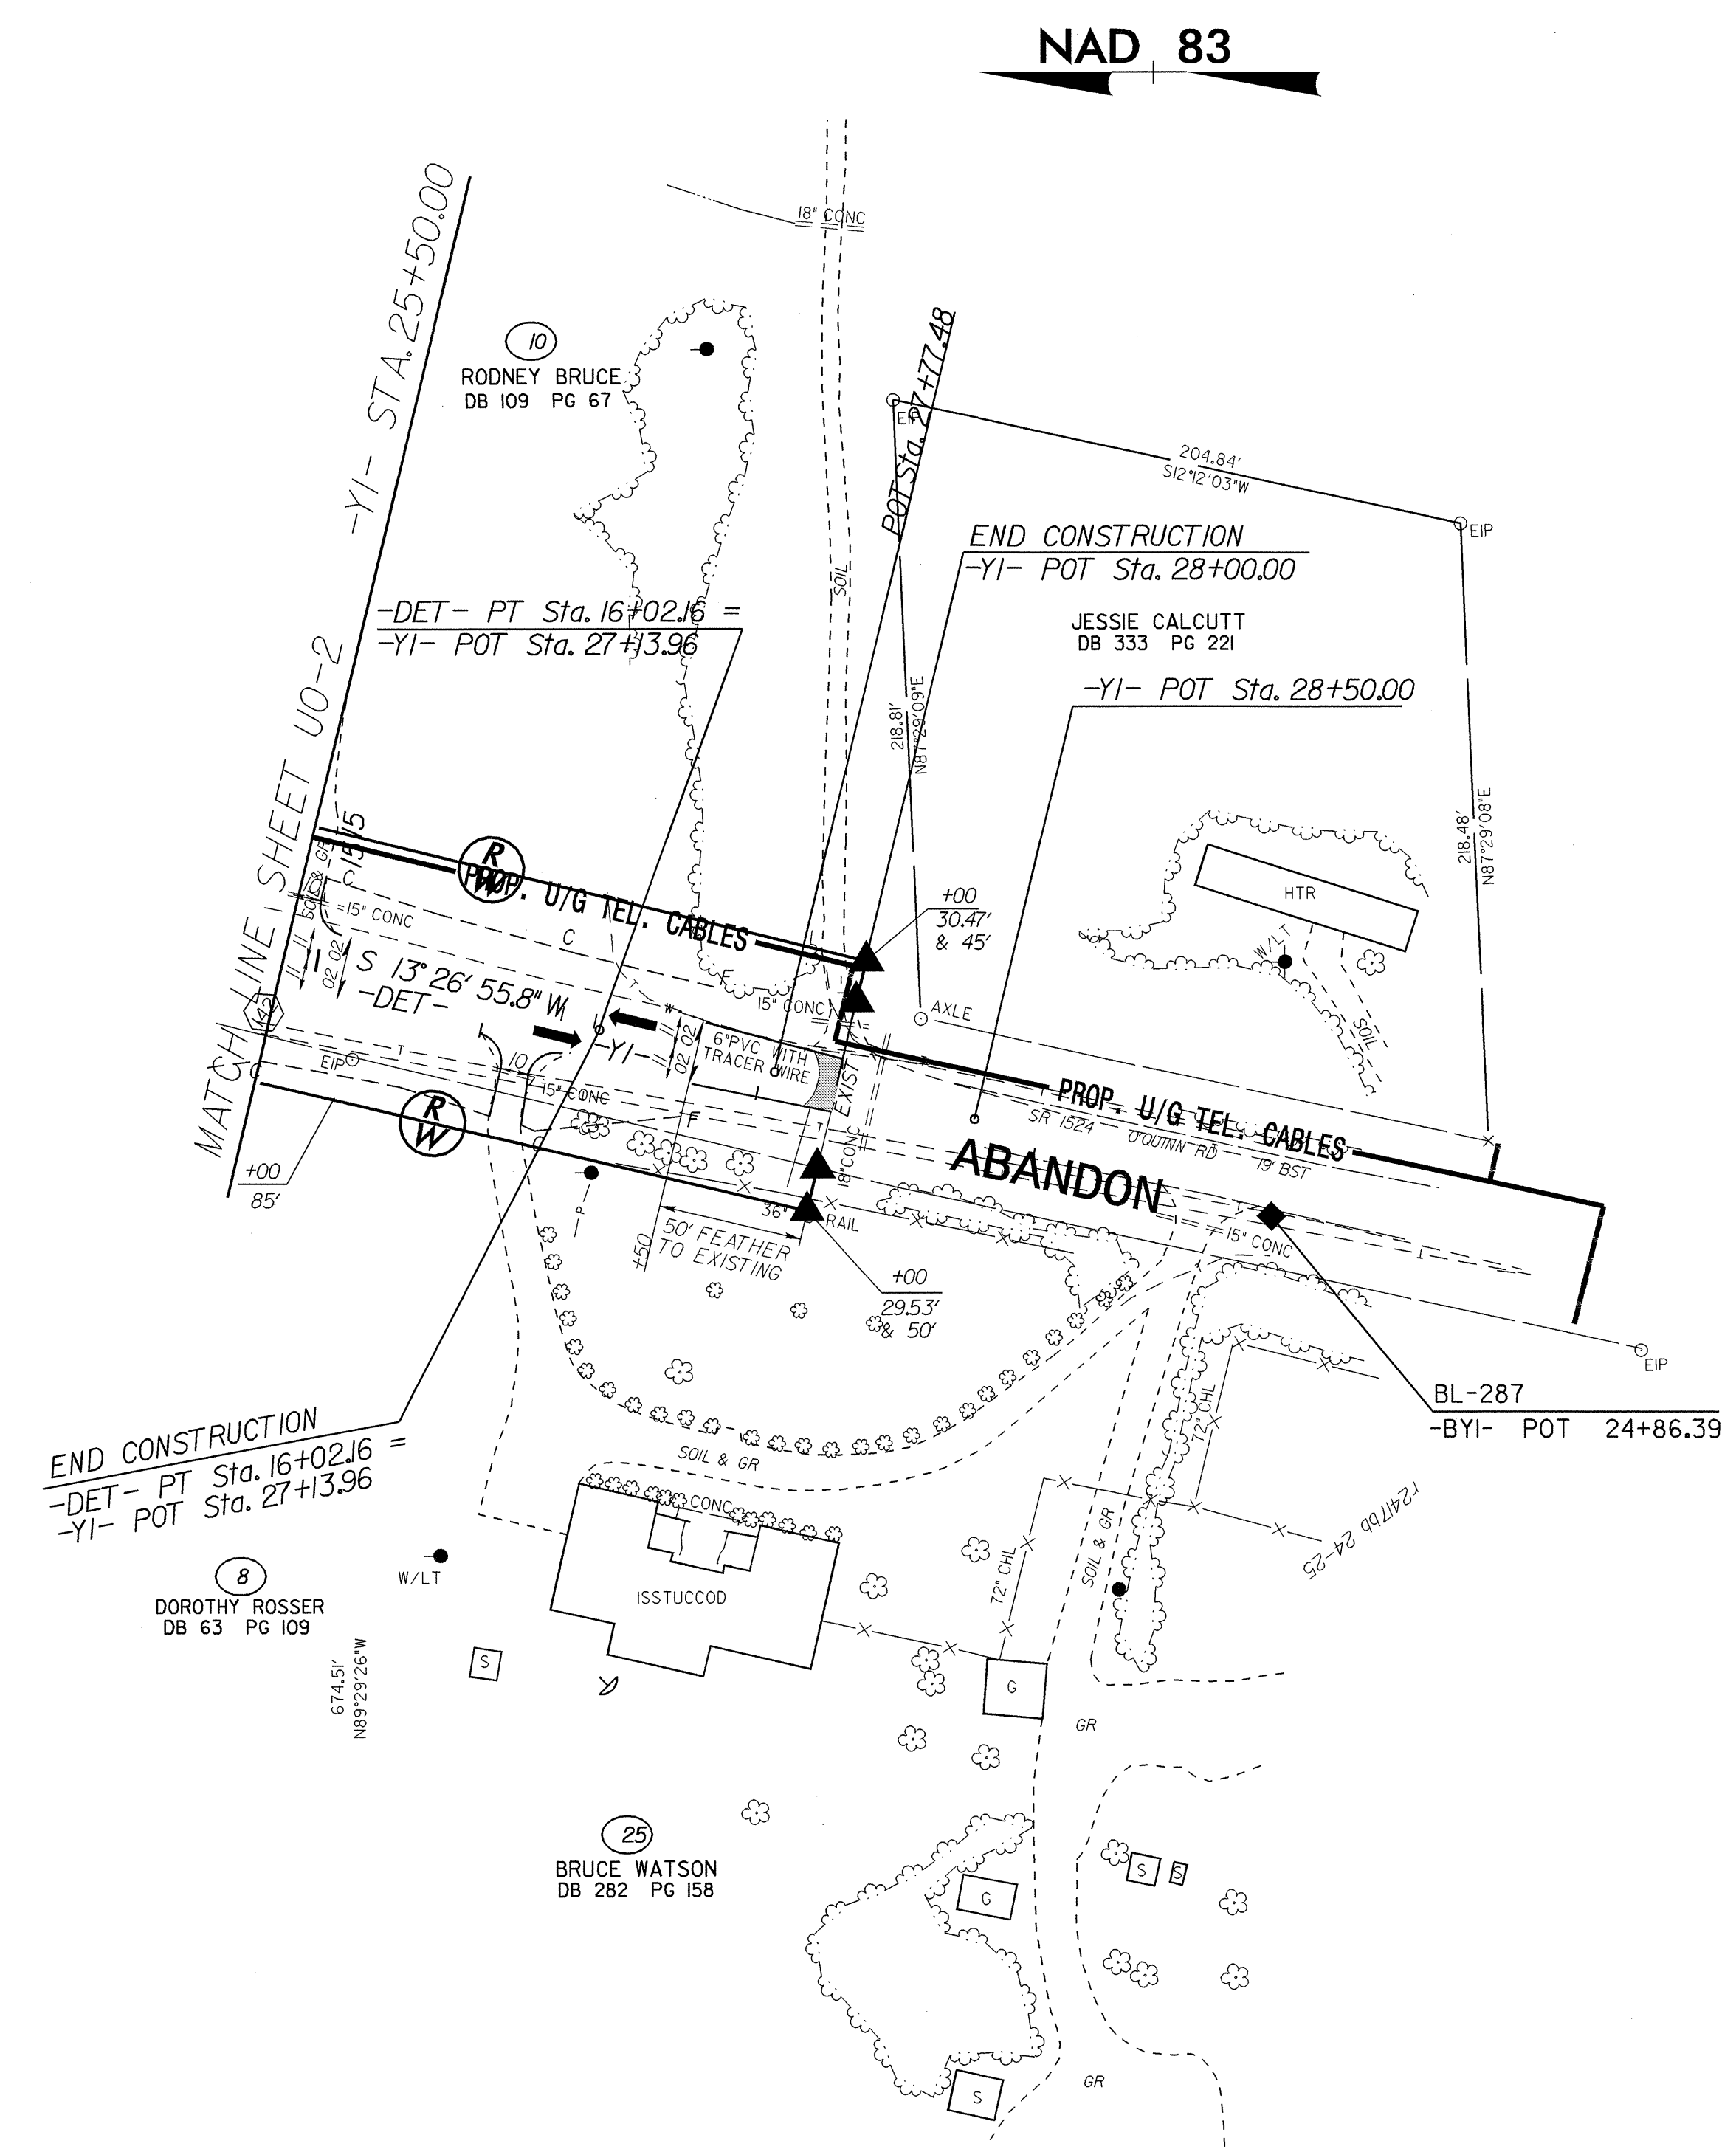 NAD 83
-Y1- STA. 25+50.00
MATCH LINE SHEET UO-2
18" CONC
10
RODNEY BRUCE
DB 109 PG 67
POT Sta. 27+77.48
EIP
204.84'
S12°12'03"W
EIP
END CONSTRUCTION
-Y1- POT Sta. 28+00.00
SOIL
-DET- PT Sta. 16+02.16 =
-Y1- POT Sta. 27+13.96
JESSIE CALCUTT
DB 333 PG 221
-Y1- POT Sta. 28+50.00
218.81'
N87°29'09"E
218.48'
N87°29'08"E
HTR
W/LT
SOIL
R
W
PROP. U/G TEL. CABLES
+00
30.47'
& 45'
15" CONC
C
F
S 13° 26' 55.8" W
-DET-
02 02
142
15" CONC
AXLE
-Y1-
02 02
6"PVC WITH
TRACER WIRE
EIP
10
15" CONC
C
F
T
R
W
18"CONC
EXIST
PROP. U/G TEL. CABLES
SR 1524 O'QUINN RD 19' BST
ABANDON
+00
85'
P
36"
RAIL
+50
50' FEATHER
TO EXISTING
+00
29.53'
& 50'
15" CONC
EIP
BL-287
-BY1- POT 24+86.39
END CONSTRUCTION
-DET- PT Sta. 16+02.16 =
-Y1- POT Sta. 27+13.96
72" CHL
SOIL & GR
CONC
72" CHL
SOIL & GR
r2417bd 24-25
8
DOROTHY ROSSER
DB 63 PG 109
W/LT
ISSTUCCOD
674.51'
N89°29'26"W
S
G
GR
25
BRUCE WATSON
DB 282 PG 158
G
S
S
S
GR